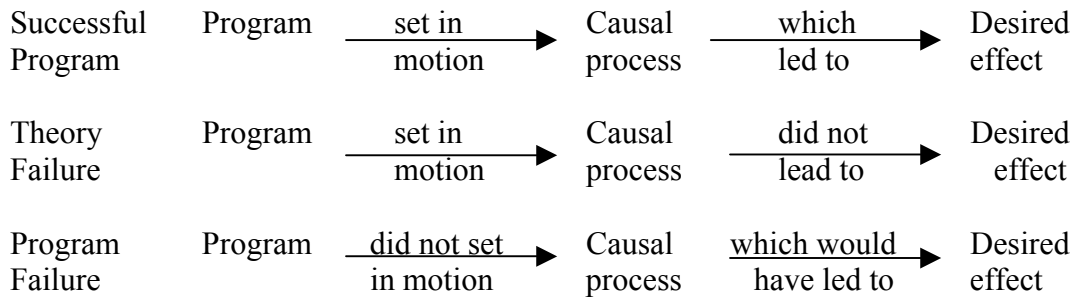 Successful Program set in Causal which Desired
Program motion process led to effect
Theory Program set in Causal did not Desired
Failure motion process lead to effect
Program Program did not set Causal which would Desired
Failure in motion process have led to effect